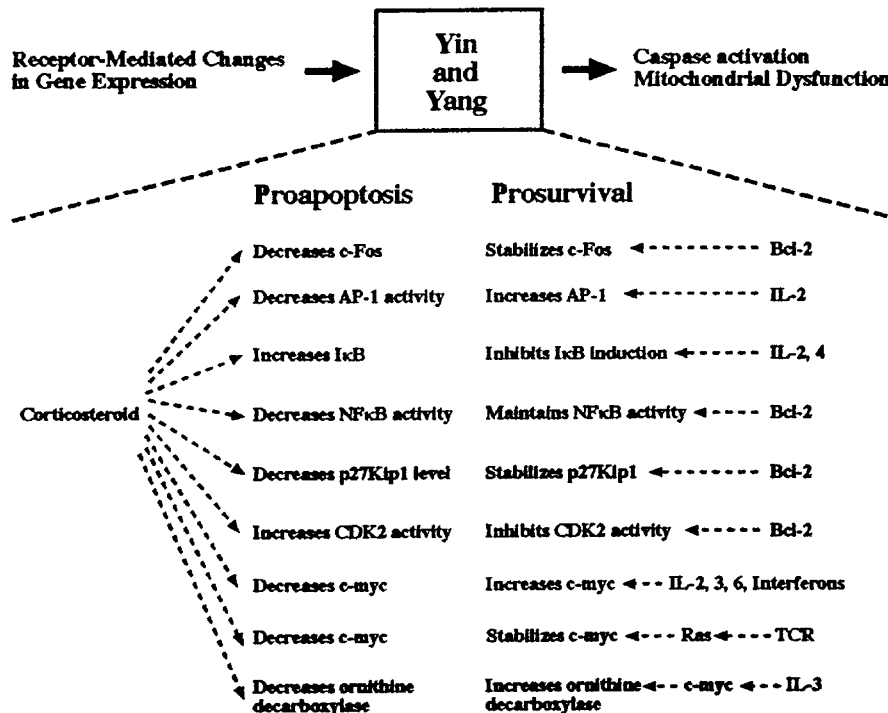 Receptor-Mediated Changes
in Gene Expression
Yin
and
Yang
Caspase activation
Mitochondrial Dysfunction
Proapoptosis Prosurvival
Decreases c-Fos Stabilizes c-Fos Bcl-2
Decreases AP-1 activity Increases AP-1 IL-2
Increases IκB Inhibits IκB induction IL-2, 4
Corticosteroid Decreases NFκB activity Maintains NFκB activity Bcl-2
Decreases p27Kip1 level Stabilizes p27Kip1 Bcl-2
Increases CDK2 activity Inhibits CDK2 activity Bcl-2
Decreases c-myc Increases c-myc IL-2, 3, 6, Interferons
Decreases c-myc Stabilizes c-myc Ras TCR
Decreases ornithine Increases ornithine c-myc IL-3
decarboxylase decarboxylase